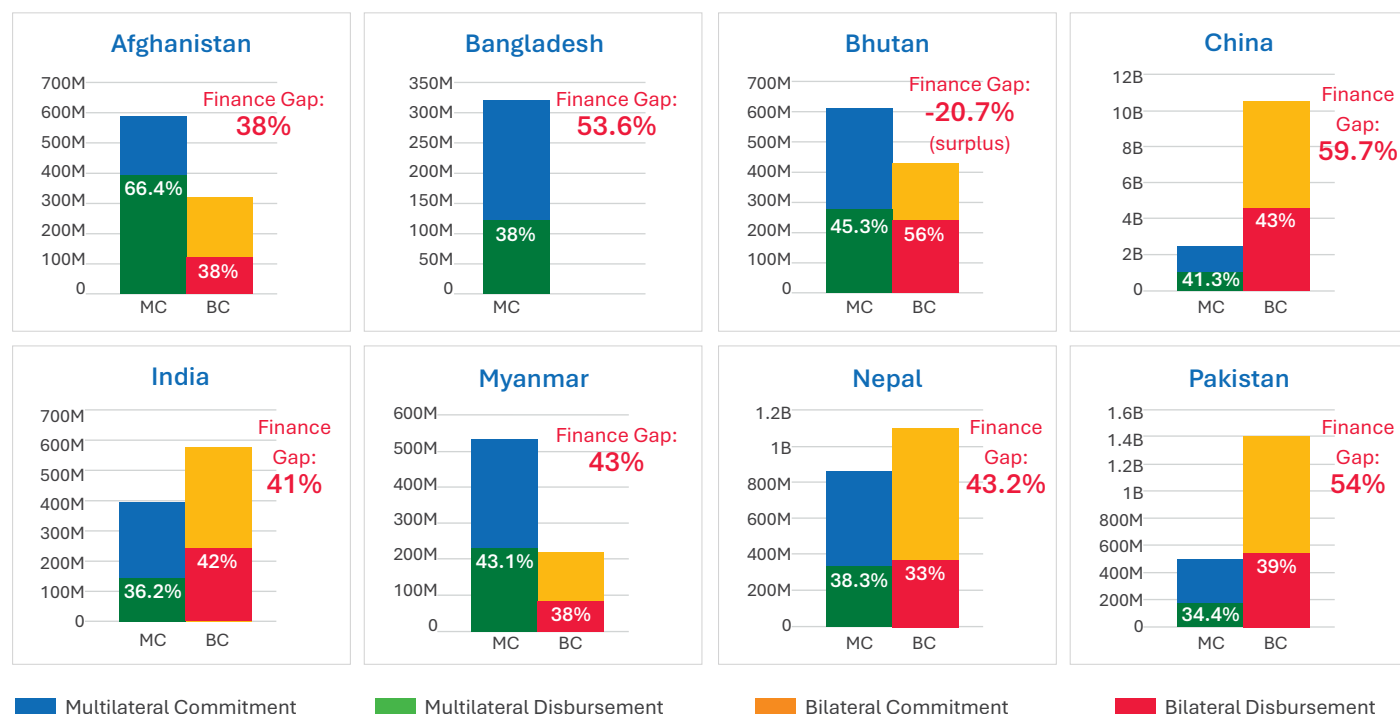 Afghanistan
700M
600M
500M
400M
300M
200M
100M
0
Finance Gap:
38%
66.4%
38%
MC BC
Bangladesh
350M
300M
250M
200M
150M
100M
50M
0
Finance Gap:
53.6%
38%
MC
Bhutan
700M
600M
500M
400M
300M
200M
100M
0
Finance Gap:
-20.7%
(surplus)
45.3%
56%
MC BC
China
12B
10B
8B
6B
4B
2B
0
Finance
Gap:
59.7%
43%
41.3%
MC BC
India
700M
600M
500M
400M
300M
200M
100M
0
Finance
Gap:
41%
42%
36.2%
MC BC
Myanmar
600M
500M
400M
300M
200M
100M
0
Finance Gap:
43%
43.1%
38%
MC BC
Nepal
1.2B
1B
800M
600M
400M
200M
0
Finance
Gap:
43.2%
38.3%
33%
MC BC
Pakistan
1.6B
1.4B
1.2B
1B
800M
600M
400M
200M
0
Finance
Gap:
54%
39%
34.4%
MC BC
Multilateral Commitment
Multilateral Disbursement
Bilateral Commitment
Bilateral Disbursement